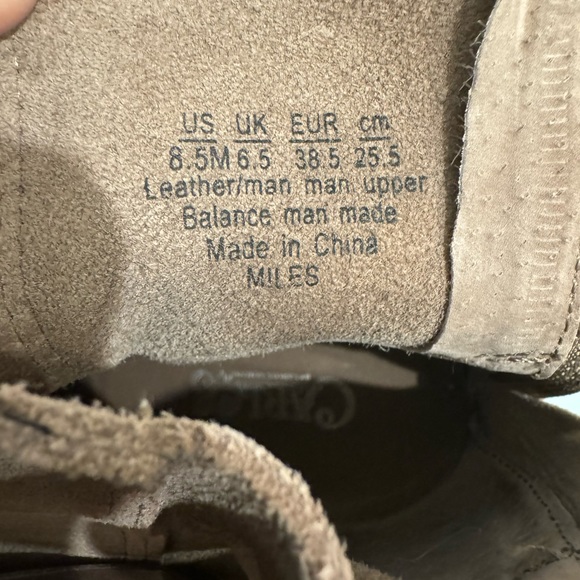 US UK EUR cm
8.5M 6.5 38.5 25.5
Leather/man man upper
Balance man made
Made in China
MILES